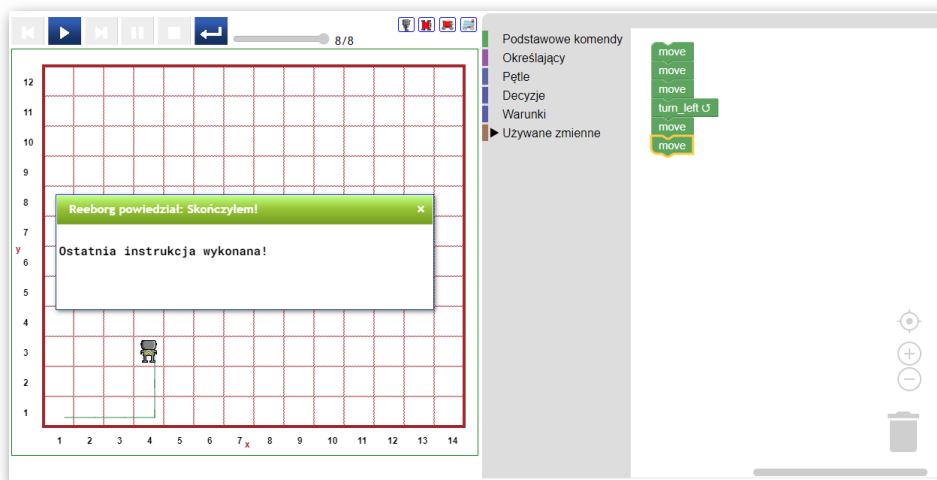 8/8
Podstawowe komendy
Określający
Pętle
Decyzje
Warunki
Używane zmienne
move
move
move
turn_left ↺
move
move
12
11
10
9
8
7
y
6
5
4
3
2
1
Reeborg powiedział: Skończyłem! ×
Ostatnia instrukcja wykonana!
1 2 3 4 5 6 7 x 8 9 10 11 12 13 14